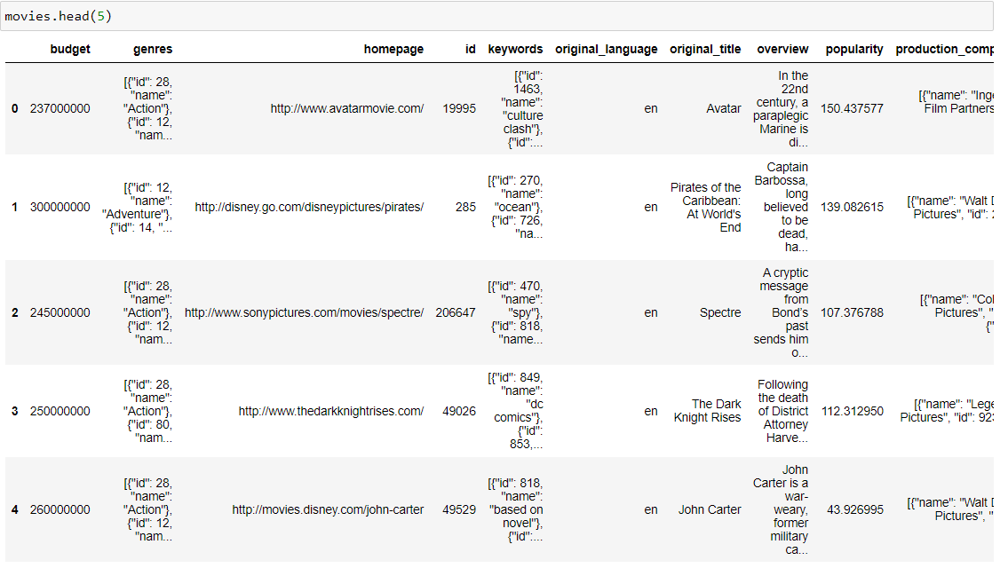 movies.head(5)
budget genres homepage id keywords original_language original_title overview popularity production_comp
[{"id": 28,
"name":
"Action"},
{"id": 12,
"nam...
[{"id":
1463,
"name":
"culture
clash"},
{"id":...
In the
22nd
century, a
paraplegic
Marine is
di...
[{"name": "Inge
Film Partners
0 237000000 http://www.avatarmovie.com/ 19995 en Avatar 150.437577
[{"id": 12,
"name":
"Adventure"},
{"id": 14, "...
[{"id": 270,
"name":
"ocean"},
{"id": 726,
"na...
Pirates of the
Caribbean:
At World's
End
Captain
Barbossa,
long
believed
to be
dead,
ha...
[{"name": "Walt D
Pictures", "id": 2
1 300000000 http://disney.go.com/disneypictures/pirates/ 285 en 139.082615
[{"id": 28,
"name":
"Action"},
{"id": 12,
"nam...
[{"id": 470,
"name":
"spy"},
{"id": 818,
"name...
A cryptic
message
from
Bond's
past
sends him
o...
[{"name": "Col
Pictures", "
{"
2 245000000 http://www.sonypictures.com/movies/spectre/ 206647 en Spectre 107.376788
[{"id": 28,
"name":
"Action"},
{"id": 80,
"nam...
[{"id": 849,
"name":
"dc
comics"},
{"id":
853,...
The Dark
Knight Rises
Following
the death
of District
Attorney
Harve...
[{"name": "Lege
Pictures", "id": 923
3 250000000 http://www.thedarkknightrises.com/ 49026 en 112.312950
[{"id": 28,
"name":
"Action"},
{"id": 12,
"nam...
[{"id": 818,
"name":
"based on
novel"},
{"id":...
John
Carter is a
war-
weary,
former
military
ca...
[{"name": "Walt D
Pictures", "
4 260000000 http://movies.disney.com/john-carter 49529 en John Carter 43.926995